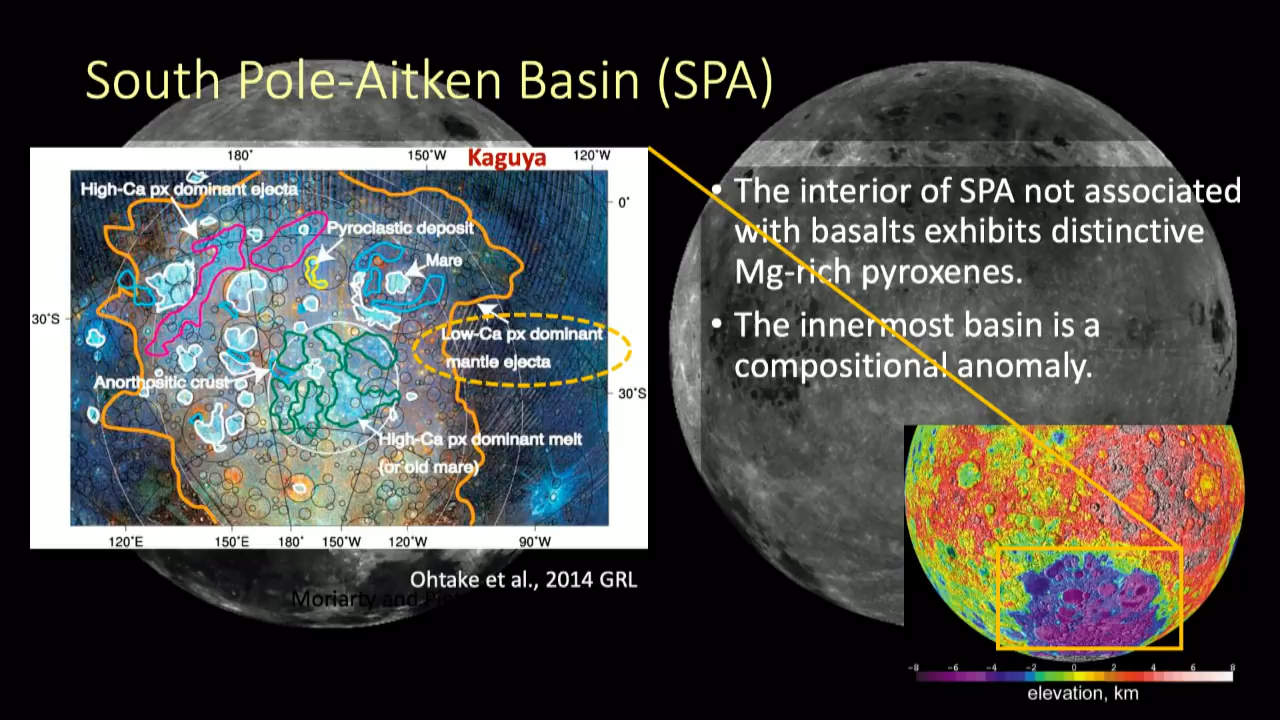 South Pole-Aitken Basin (SPA)
180° 150°W Kaguya 120°W
High-Ca px dominant ejecta
0°
Pyroclastic deposit
Mare
30°S
Low-Ca px dominant
mantle ejecta
Anorthositic crust
30°S
High-Ca px dominant melt
(or old mare)
120°E 150°E 180° 150°W 120°W 90°W
Ohtake et al., 2014 GRL
Moriarty and
• The interior of SPA not associated
with basalts exhibits distinctive
Mg-rich pyroxenes.
• The innermost basin is a
compositional anomaly.
-8 -6 -4 -2 0 2 4 6 8
elevation, km